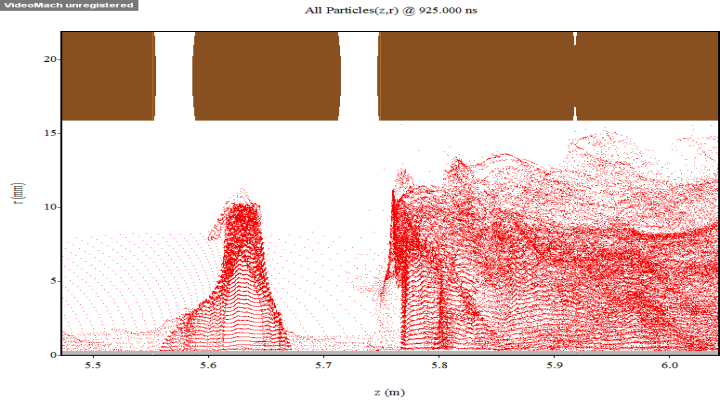 VideoMach unregistered
All Particles(z,r) @ 925.000 ns
20
15
10
5
0
r (mm)
5.5 5.6 5.7 5.8 5.9 6.0
z (m)